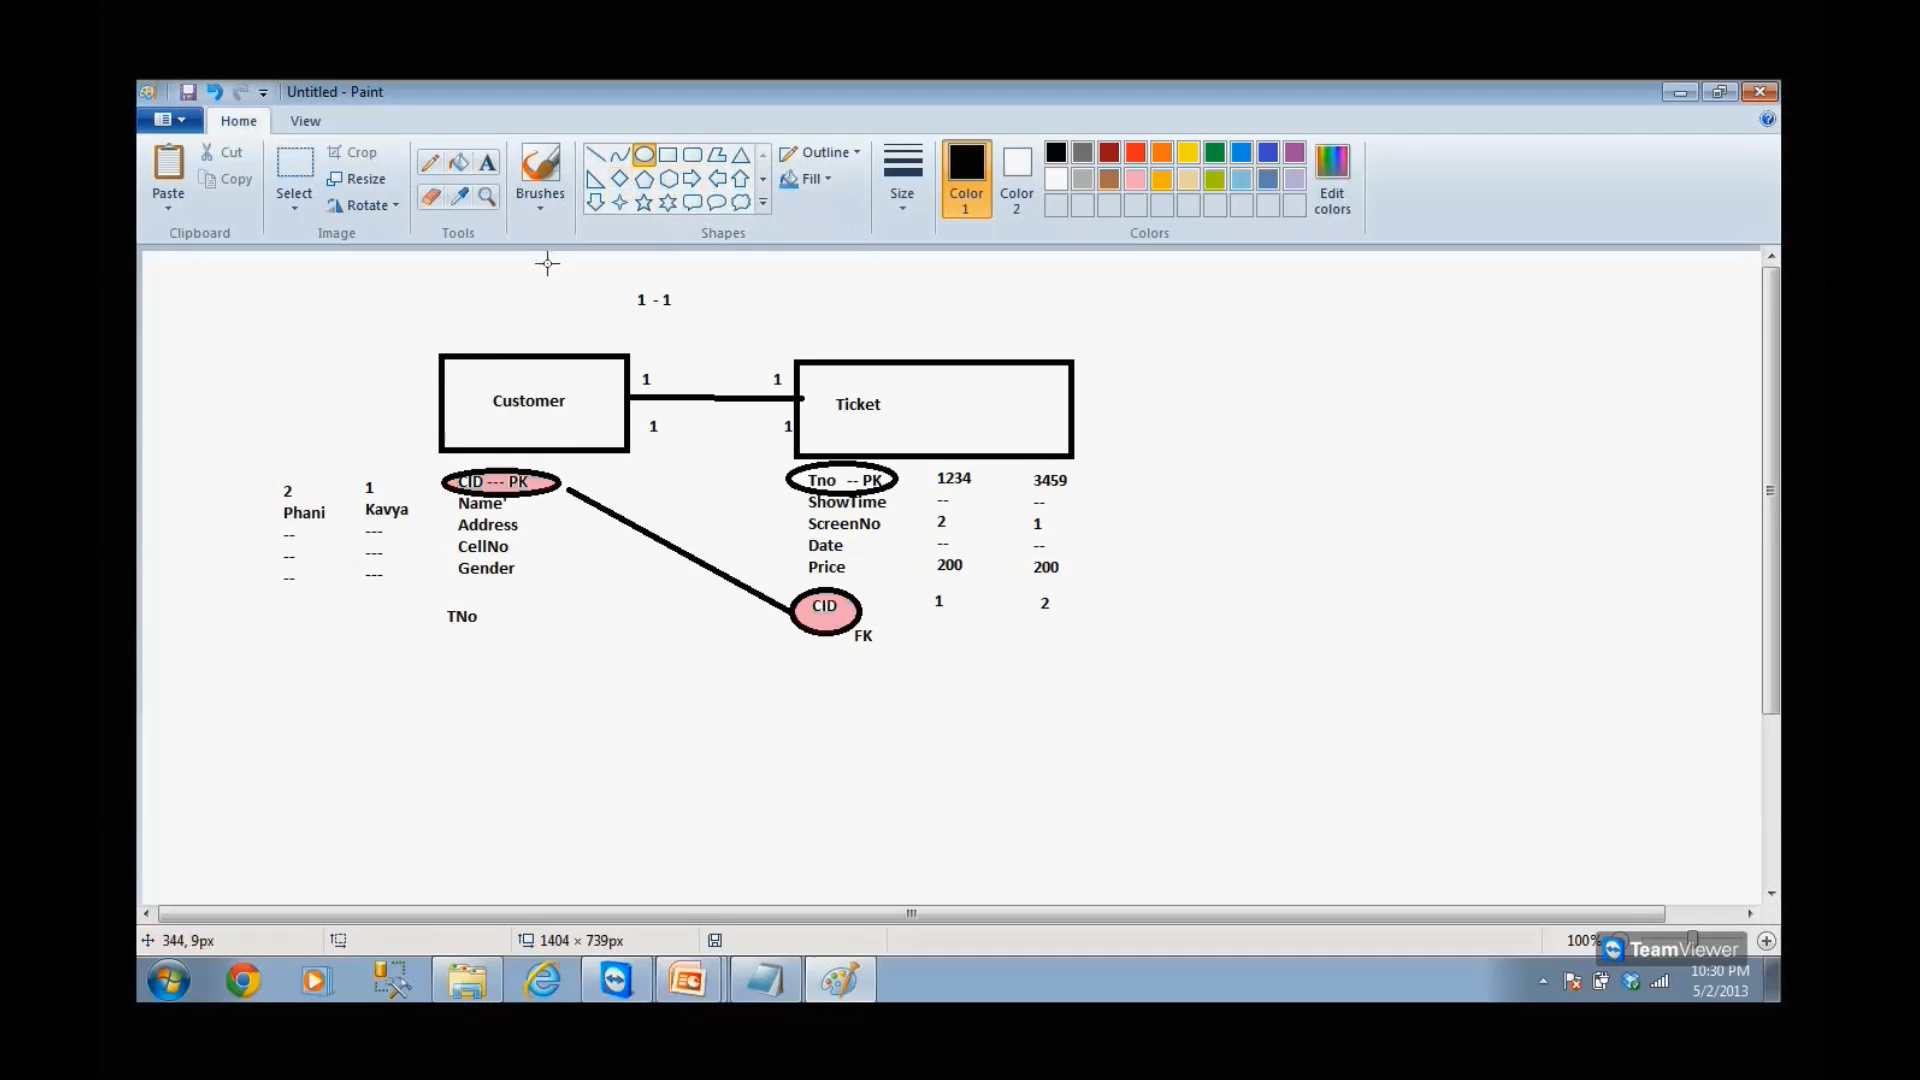 Untitled - Paint
Home
View
Paste
Cut
Copy
Clipboard
Select
Crop
Resize
Rotate
Image
Tools
Brushes
Shapes
Outline
Fill
Size
Color 1
Color 2
Edit colors
Colors
1 - 1
Customer
1
1
1
1
Ticket
2
Phani
--
--
--
1
Kavya
---
---
---
CID --- PK
Name'
Address
CellNo
Gender
TNo
Tno -- PK
ShowTime
ScreenNo
Date
Price
CID
FK
1234
--
2
--
200
1
3459
--
1
--
200
2
344, 9px
1404 × 739px
100%
TeamViewer
10:30 PM
5/2/2013